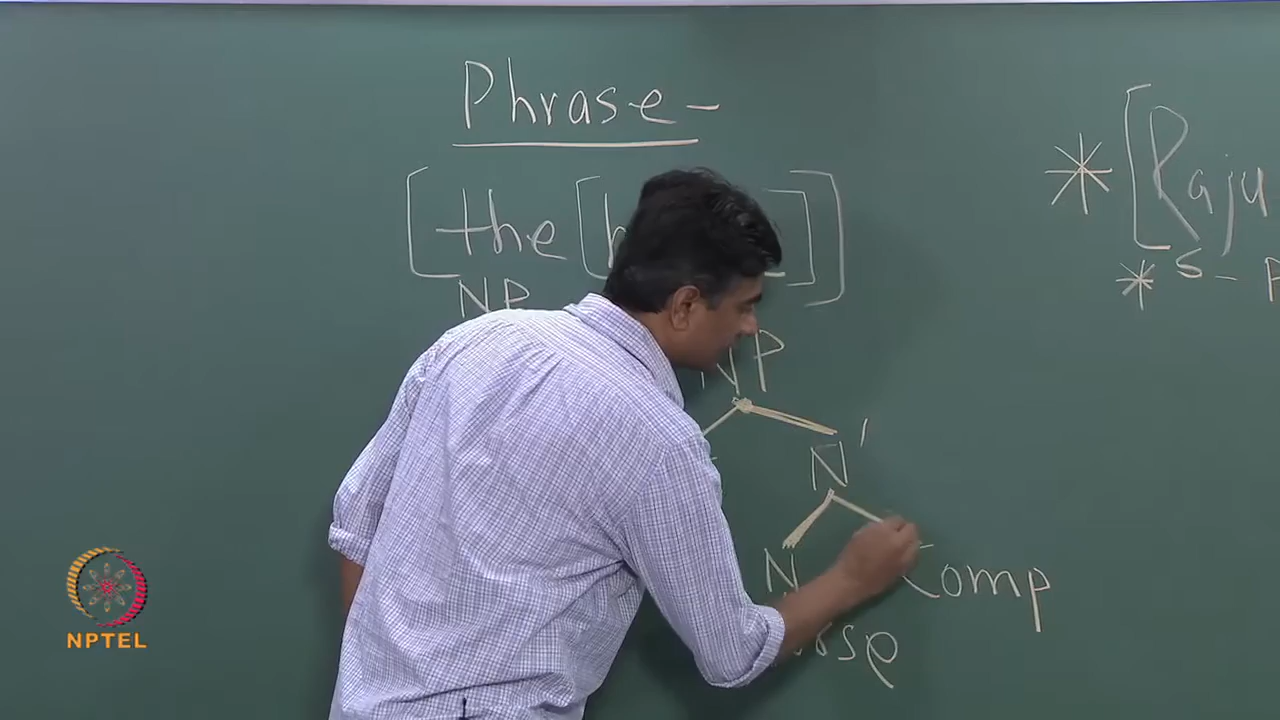 Phrase -
* [Raju
[the [h ]]
* S -
NP
NP
N'
N Comp
NPTEL